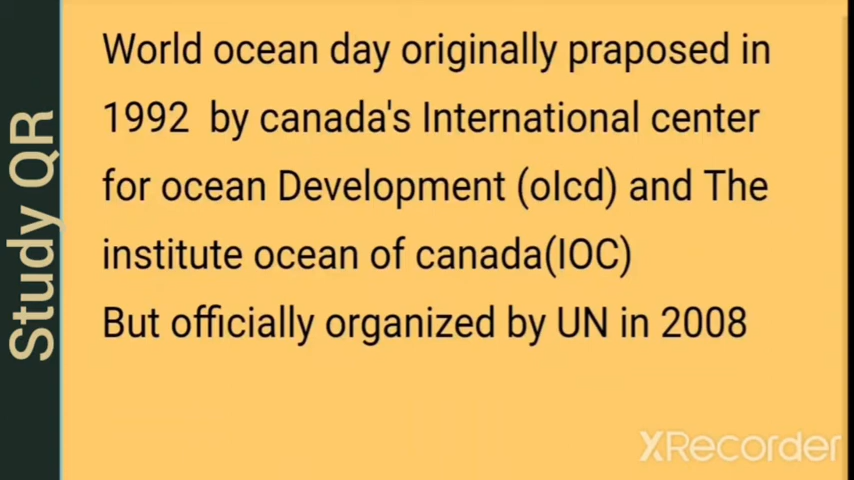 World ocean day originally praposed in
1992 by canada's International center
for ocean Development (oIcd) and The
institute ocean of canada(IOC)
But officially organized by UN in 2008
Study QR
XRecorder